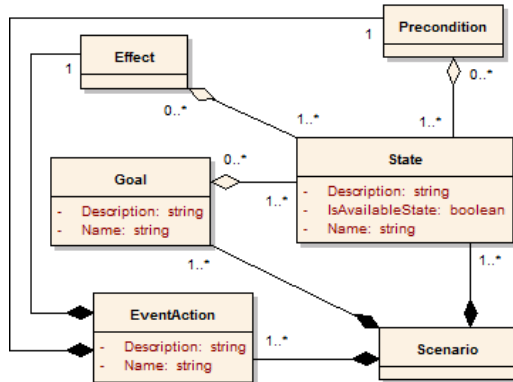 Precondition
1
0..*
Effect
1
0..*
1..*
1..*
State
- Description: string
- IsAvailableState: boolean
- Name: string
0..*
1..*
Goal
- Description: string
- Name: string
1..*
1..*
EventAction
- Description: string
- Name: string
1..*
Scenario